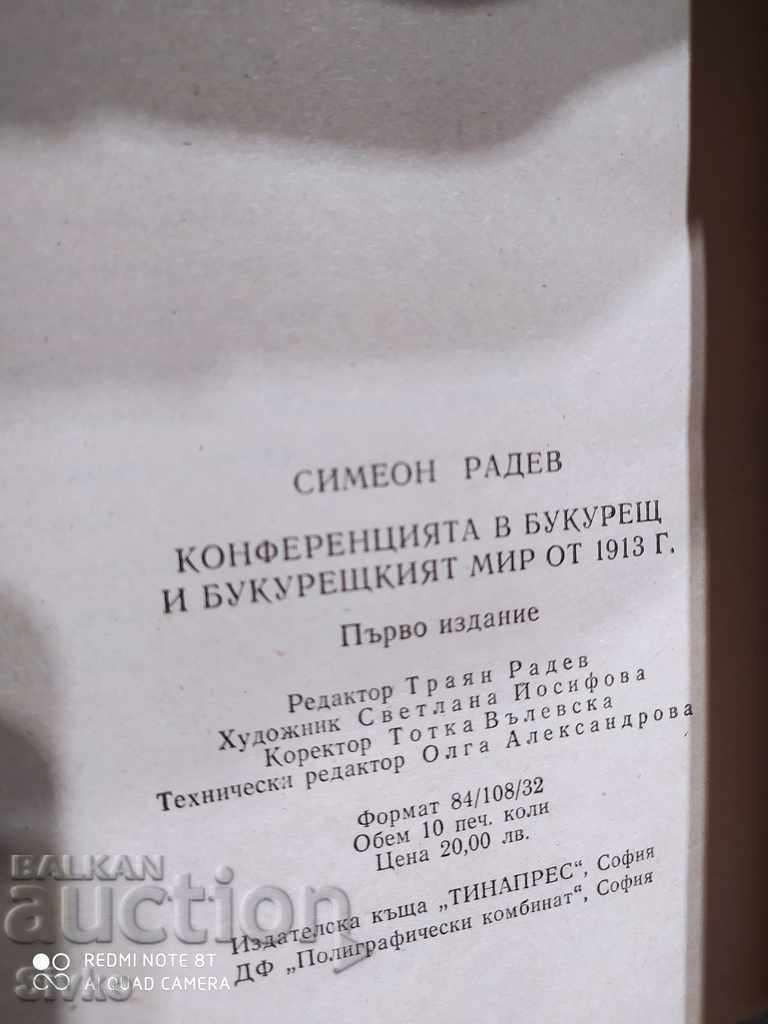 СИМЕОН РАДЕВ
КОНФЕРЕНЦИЯТА В БУКУРЕЩ
И БУКУРЕЩКИЯТ МИР ОТ 1913 Г.
Първо издание
Редактор Траян Радев
Художник Светлана Йосифова
Коректор Тотка Вълевска
Технически редактор Олга Александрова
Формат 84/108/32
Обем 10 печ. коли
Цена 20,00 лв.
Издателска къща „ТИНАПРЕС“, София
ДФ „Полиграфически комбинат“, София
BALKAN
auction
REDMI NOTE 8T
AI QUAD CAMERA